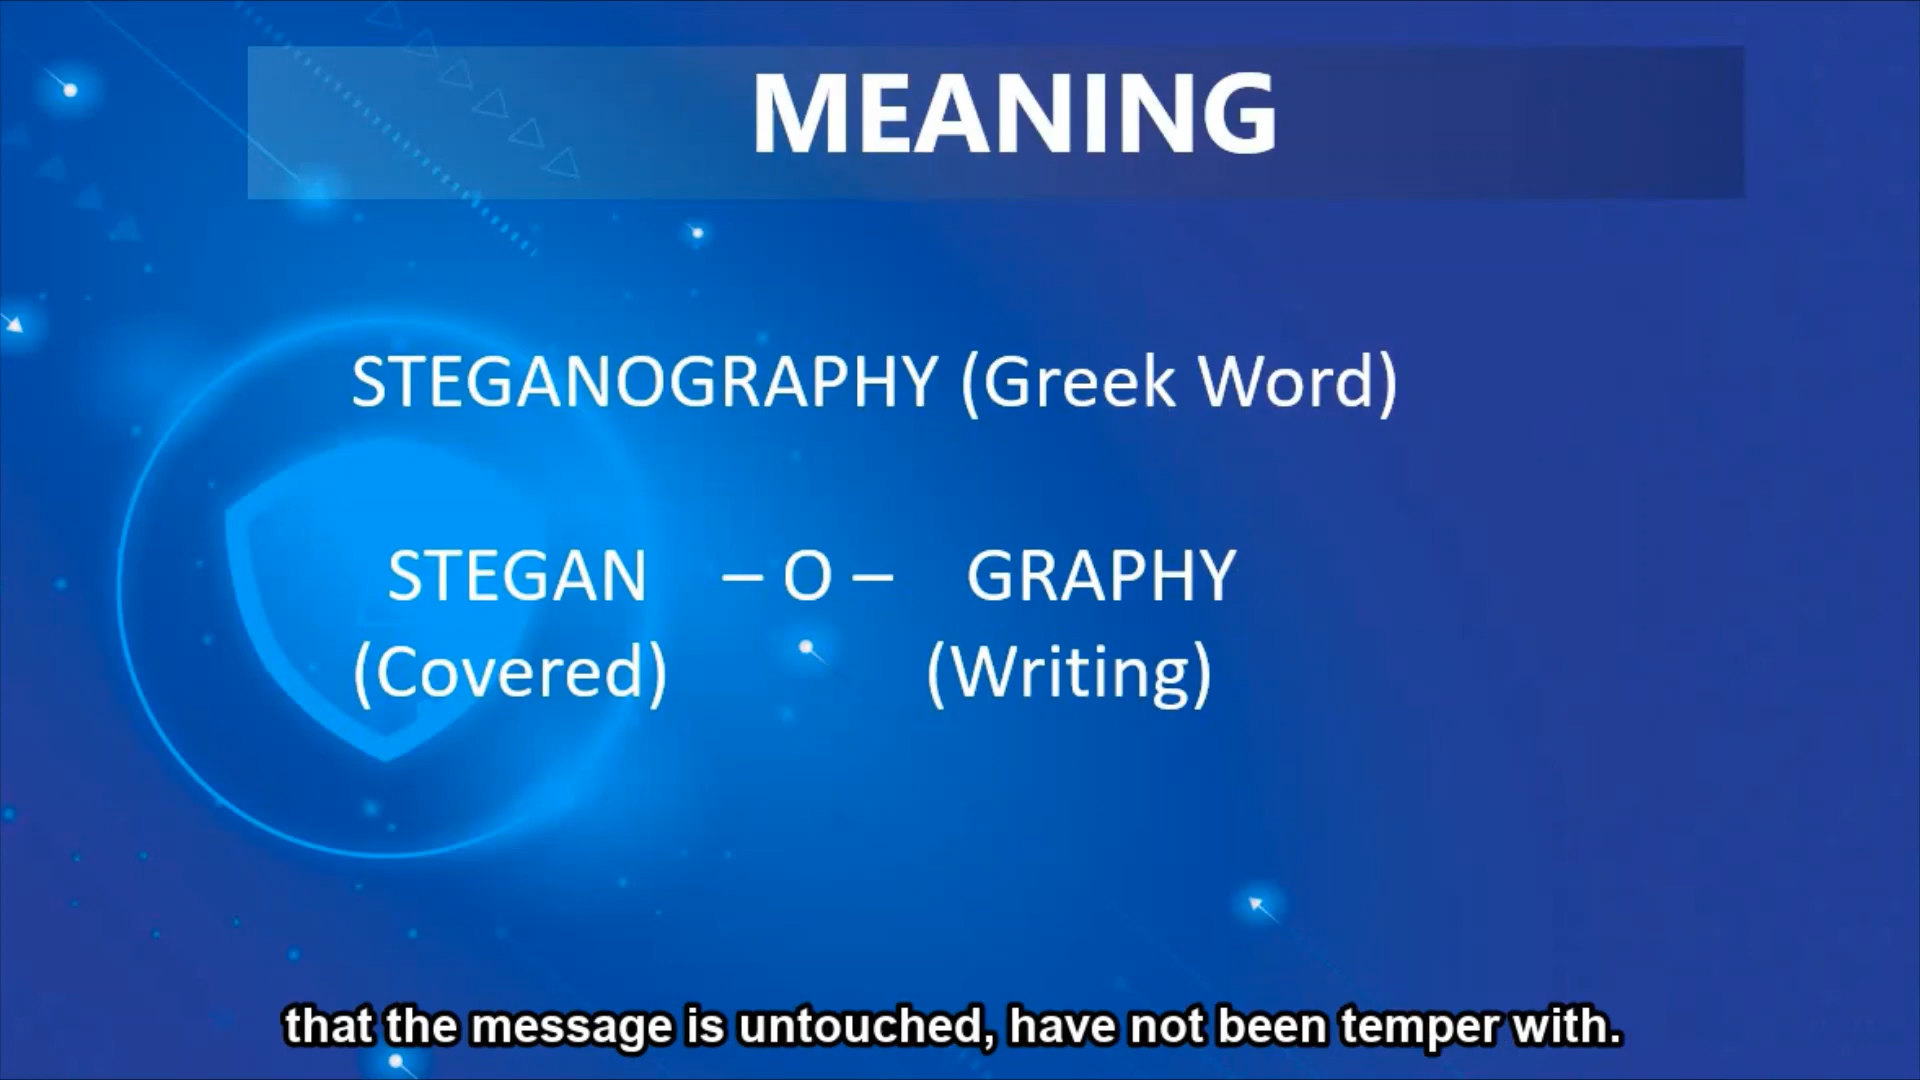 MEANING
STEGANOGRAPHY (Greek Word)
STEGAN – O – GRAPHY
(Covered) (Writing)
that the message is untouched, have not been temper with.